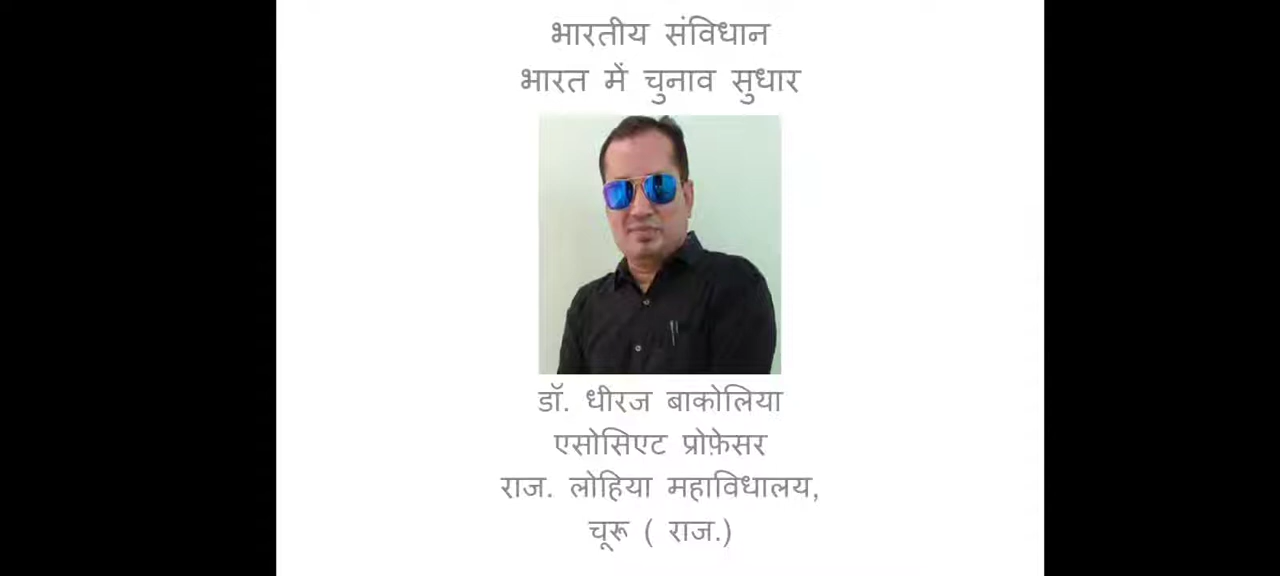 भारतीय संविधान
भारत में चुनाव सुधार
डॉ. धीरज बाकोलिया
एसोसिएट प्रोफ़ेसर
राज. लोहिया महाविधालय,
चूरू ( राज.)